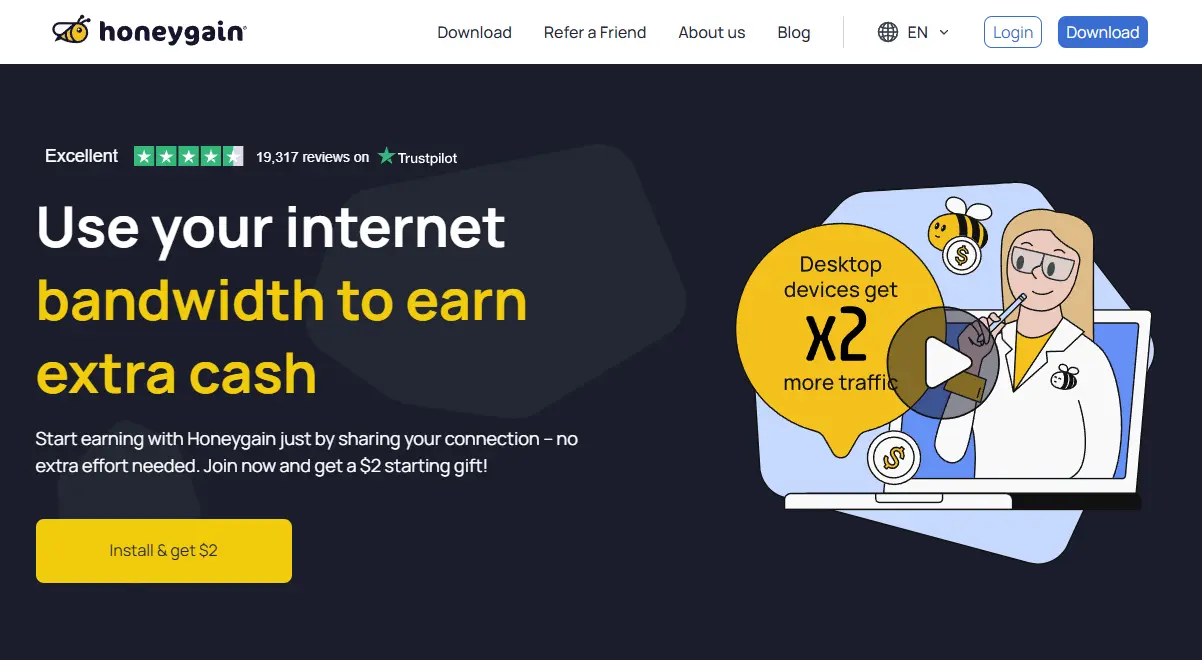 honeygain
Download
Refer a Friend
About us
Blog
EN
Login
Download
Excellent
19,317 reviews on
Trustpilot
Use your internet
bandwidth to earn
extra cash
Start earning with Honeygain just by sharing your connection – no
extra effort needed. Join now and get a $2 starting gift!
Install & get $2
Desktop
devices get
X2
more traffic
$
$